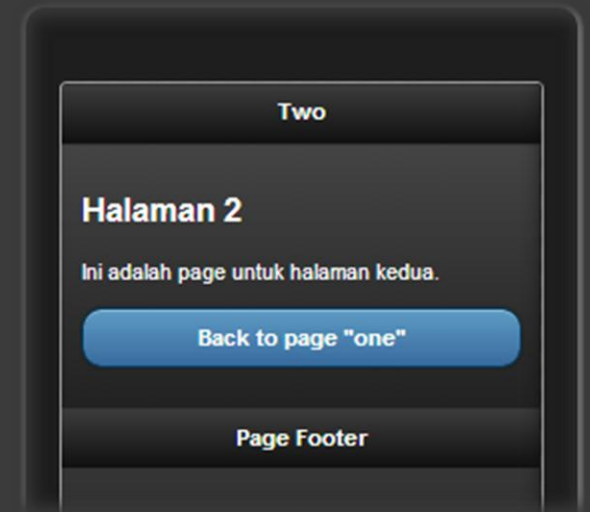 Two
Halaman 2
Ini adalah page untuk halaman kedua.
Back to page "one"
Page Footer